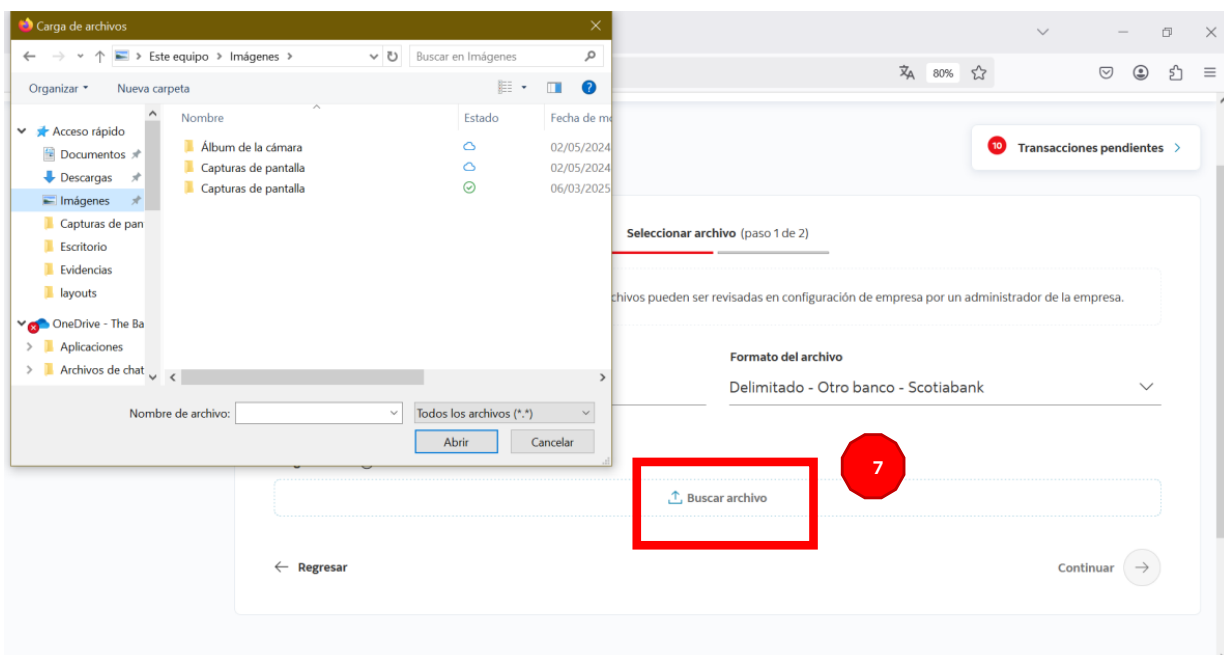 Carga de archivos
Este equipo > Imágenes >
Buscar en Imágenes
Organizar
Nueva carpeta
80%
Nombre
Estado
Fecha de
Acceso rápido
Documentos
Descargas
Imágenes
Capturas de pan
Escritorio
Evidencias
layouts
OneDrive - The Ba
Aplicaciones
Archivos de chat
Álbum de la cámara
02/05/2024
Capturas de pantalla
02/05/2024
Capturas de pantalla
06/03/2025
Nombre de archivo:
Todos los archivos (*.*)
Abrir
Cancelar
10
Transacciones pendientes >
Seleccionar archivo (paso 1 de 2)
chivos pueden ser revisadas en configuración de empresa por un administrador de la empresa.
Formato del archivo
Delimitado - Otro banco - Scotiabank
7
Buscar archivo
Regresar
Continuar